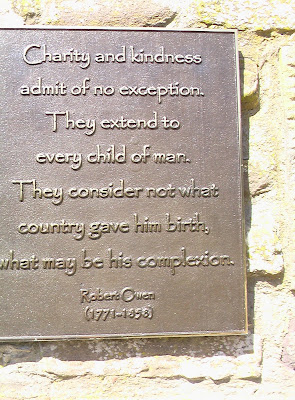 Charity and kindness
admit of no exception.
They extend to
every child of man.
They consider not what
country gave him birth,
what may be his complexion.
Robert Owen
(1771-1858)